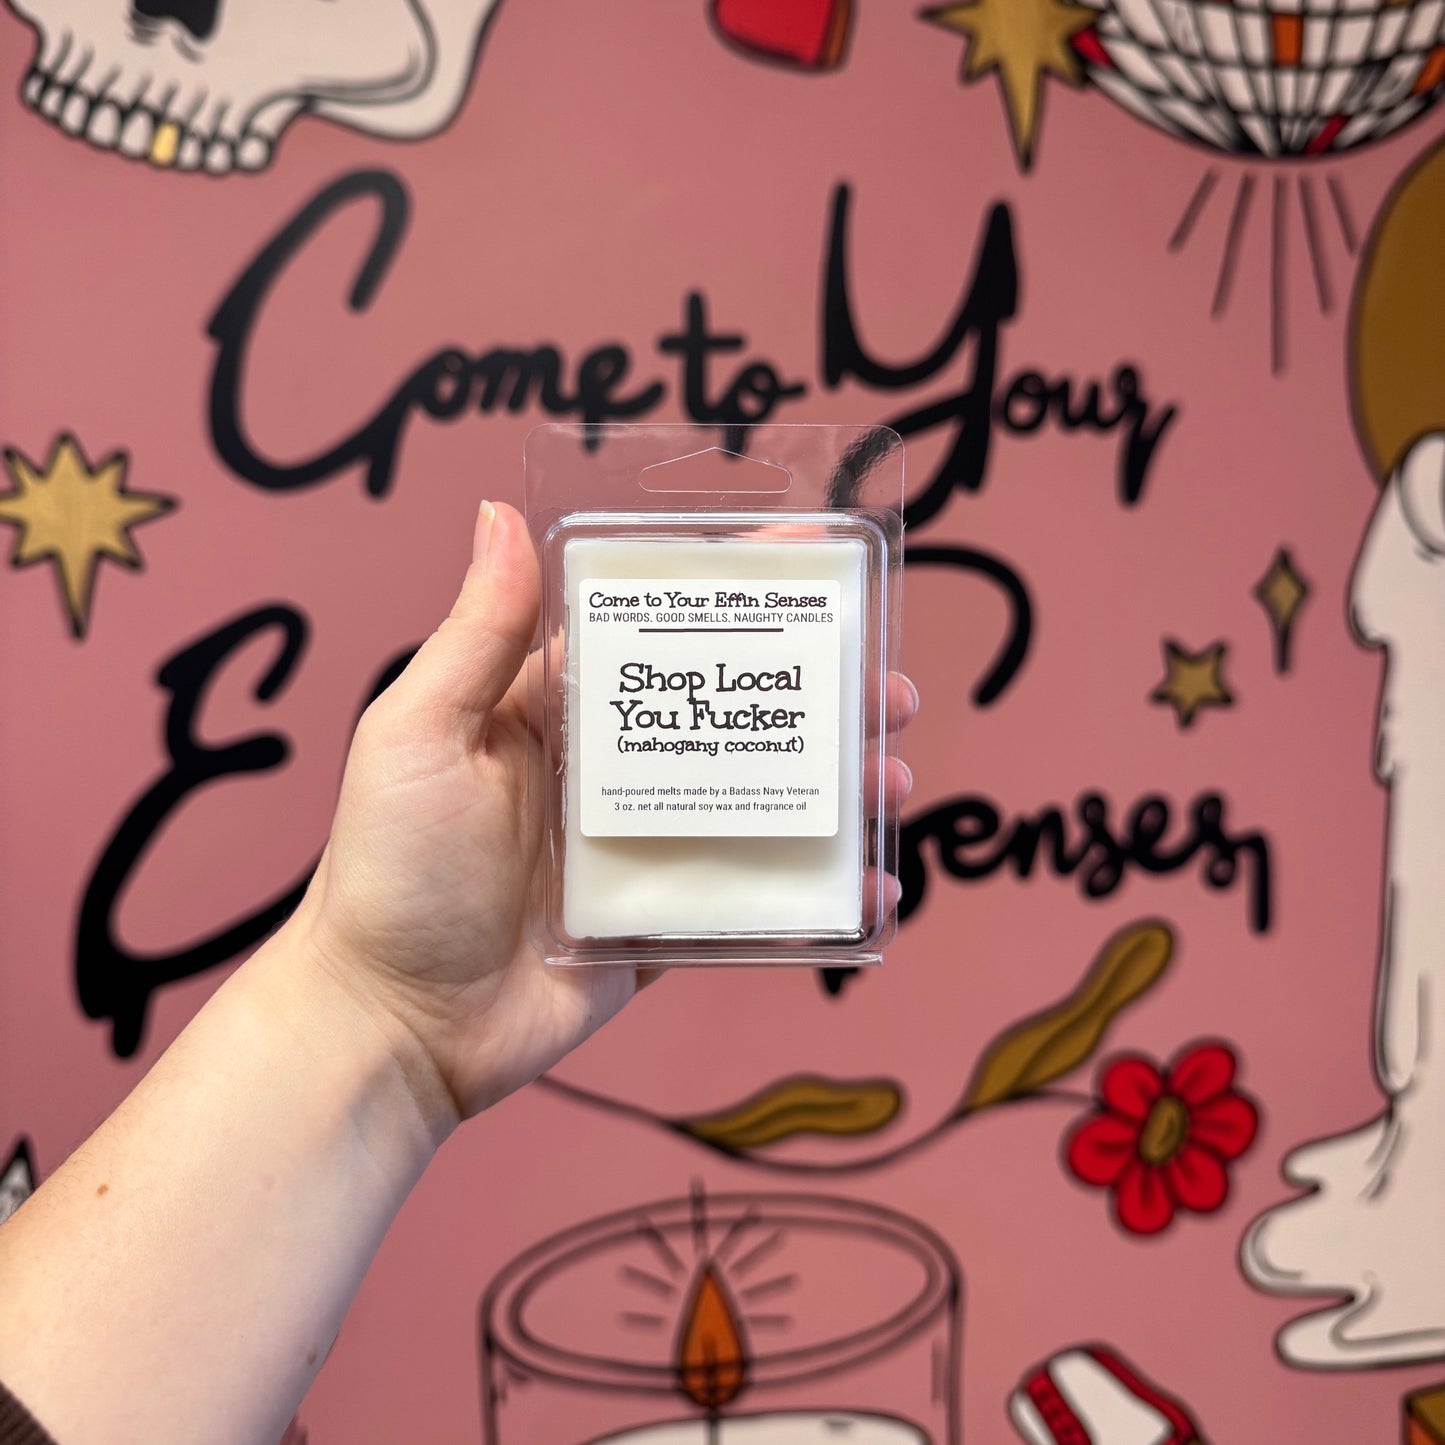 Come to Your
E
Senses
Come to Your Effin Senses
BAD WORDS. GOOD SMELLS. NAUGHTY CANDLES
Shop Local
You Fucker
(mahogany coconut)
hand-poured melts made by a Badass Navy Veteran
3 oz. net all natural soy wax and fragrance oil